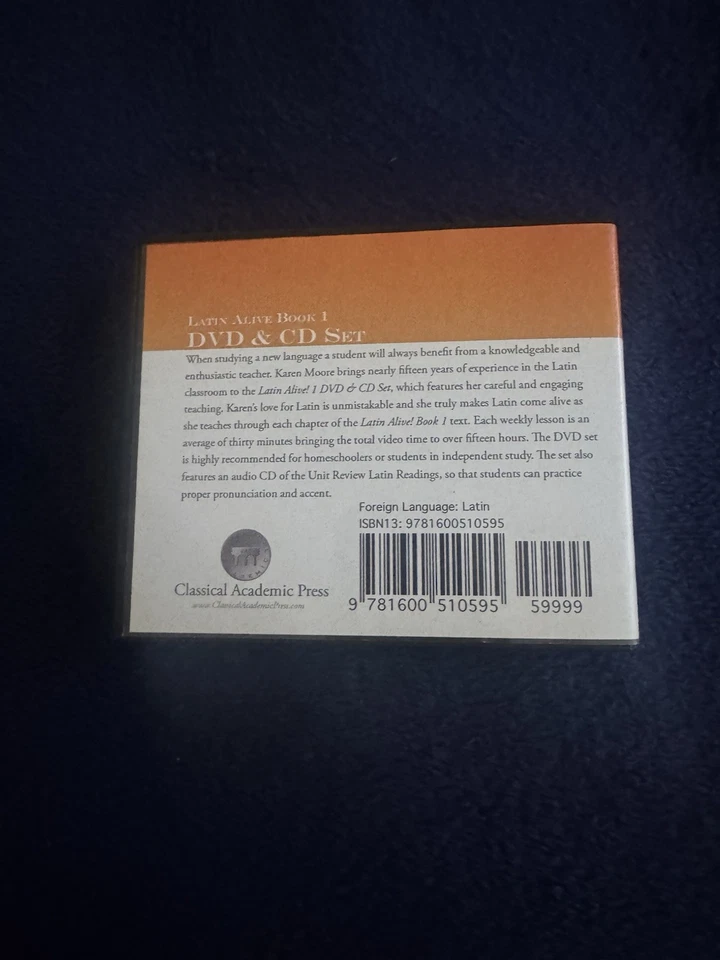 Latin Alive Book 1
DVD & CD Set
When studying a new language a student will always benefit from a knowledgeable and
enthusiastic teacher. Karen Moore brings nearly fifteen years of experience in the Latin
classroom to the Latin Alive! 1 DVD & CD Set, which features her careful and engaging
teaching. Karen's love for Latin is unmistakable and she truly makes Latin come alive as
she teaches through each chapter of the Latin Alive! Book 1 text. Each weekly lesson is an
average of thirty minutes bringing the total video time to over fifteen hours. The DVD set
is highly recommended for homeschoolers or students in independent study. The set also
features an audio CD of the Unit Review Latin Readings, so that students can practice
proper pronunciation and accent.
Foreign Language: Latin
ISBN13: 9781600510595
Classical Academic Press
www.ClassicalAcademicPress.com
9 781600 510595
59999